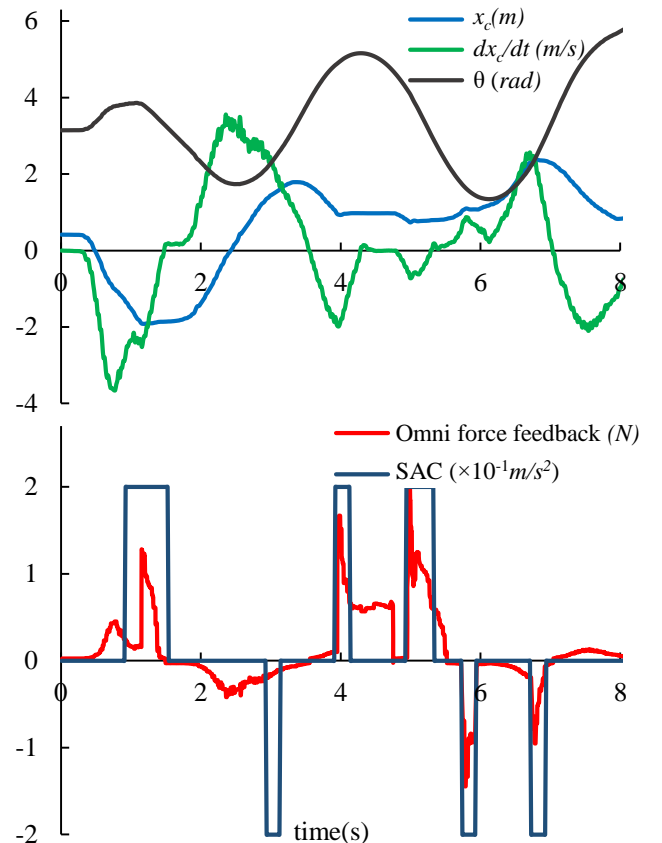 6
4
2
0
-2
-4
x_c(m)
dx_c/dt (m/s)
θ (rad)
0 2 4 6 8
2
1
0
-1
-2
Omni force feedback (N)
SAC (×10⁻¹m/s²)
0 2 4 6 8
time(s)